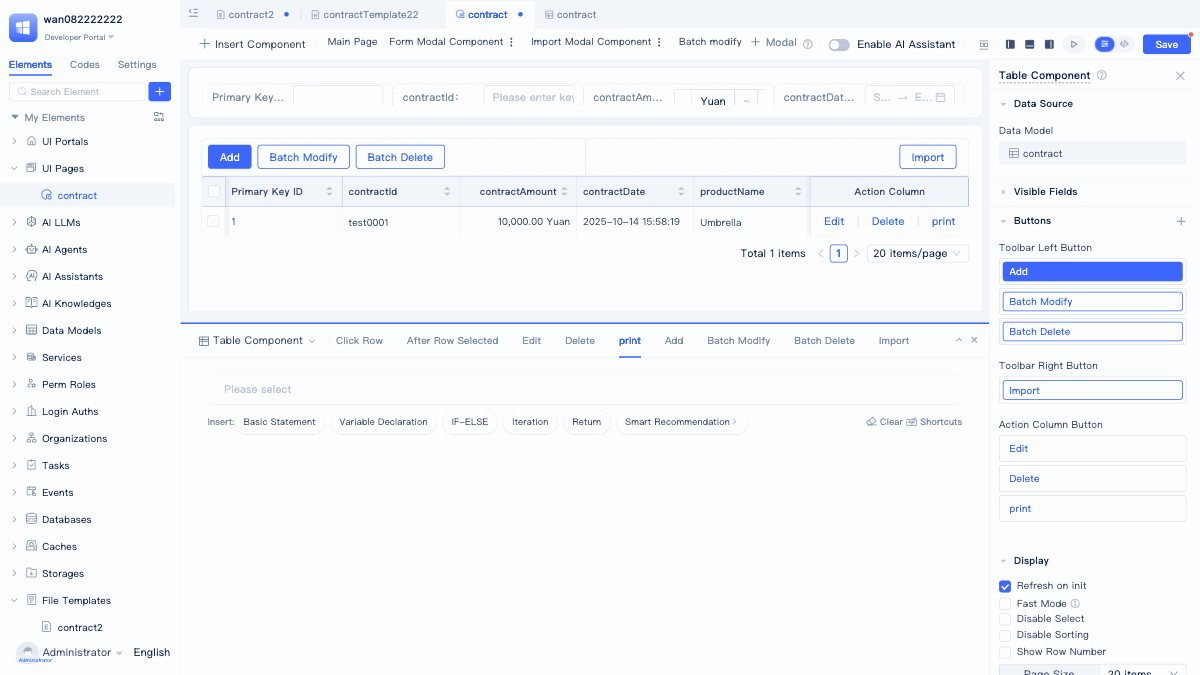 wan082222222
Developer Portal
Elements
Codes
Settings
Search Element
My Elements
UI Portals
UI Pages
contract
AI LLMs
AI Agents
AI Assistants
AI Knowledges
Data Models
Services
Perm Roles
Login Auths
Organizations
Tasks
Events
Databases
Caches
Storages
File Templates
contract2
Administrator
Administrator
English
contract2
contractTemplate22
contract
contract
Insert Component
Main Page
Form Modal Component
Import Modal Component
Batch modify
Modal
Enable AI Assistant
Save
Primary Key...
contractId:
Please enter key
contractAm...
Yuan
contractDat...
S...
E...
Add
Batch Modify
Batch Delete
Import
Primary Key ID
contractId
contractAmount
contractDate
productName
Action Column
1
test0001
10,000.00 Yuan
2025-10-14 15:58:19
Umbrella
Edit
Delete
print
Total 1 items
1
20 items/page
Table Component
Click Row
After Row Selected
Edit
Delete
print
Add
Batch Modify
Batch Delete
Import
Please select
Insert:
Basic Statement
Variable Declaration
IF-ELSE
Iteration
Return
Smart Recommendation
Clear
Shortcuts
Table Component
Data Source
Data Model
contract
Visible Fields
Buttons
Toolbar Left Button
Add
Batch Modify
Batch Delete
Toolbar Right Button
Import
Action Column Button
Edit
Delete
print
Display
Refresh on init
Fast Mode
Disable Select
Disable Sorting
Show Row Number
Page Size
20 items